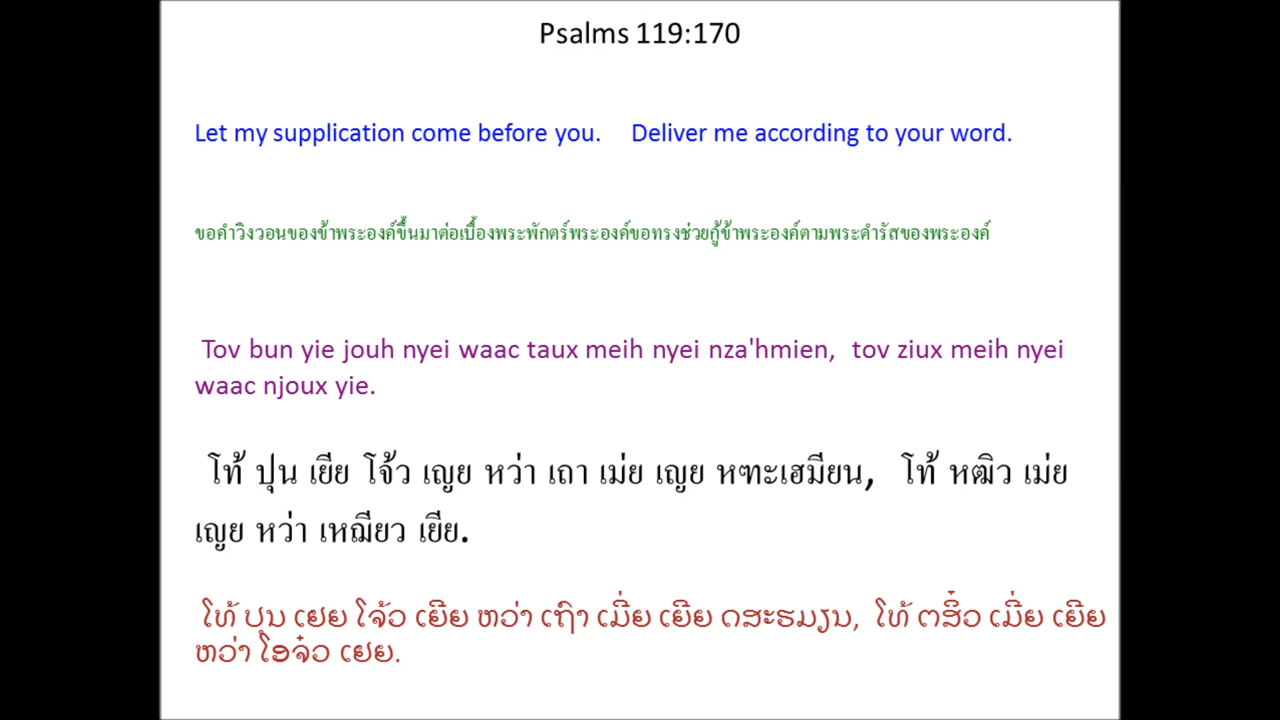 Psalms 119:170
Let my supplication come before you. Deliver me according to your word.
ขอคำวิงวอนของข้าพระองค์ขึ้นมาต่อเบื้องพระพักตร์พระองค์ขอทรงช่วยกู้ข้าพระองค์ตามพระดำรัสของพระองค์
Tov bun yie jouh nyei waac taux meih nyei nza'hmien, tov ziux meih nyei
waac njoux yie.
โท้ ปุน เยีย โจ้ว เญย หว่า เถา เม่ย เญย หฑะเฮมียน, โท้ หฒิว เม่ย
เญย หว่า เหฌียว เยีย.
ໂທ້ ປຸນ ເຢຍ ໂຈ້ວ ເຍີຍ ຫວ່າ ເຖົາ ເມີ່ຍ ເຍີຍ ດສະຮມຽນ, ໂທ້ ຕສິ໋ວ ເມີ່ຍ ເຍີຍ
ຫວ່າ ໂອຈ໋ວ ເຢຍ.